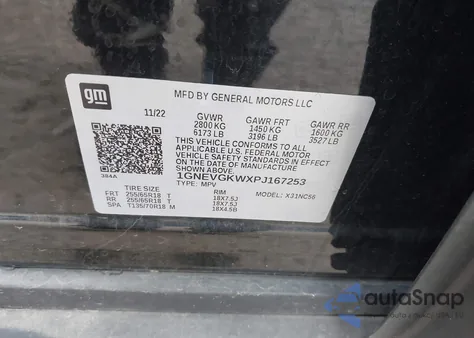 gm
MFD BY GENERAL MOTORS LLC
11/22 GVWR GAWR FRT GAWR RR
2800 KG 1450 KG 1600 KG
6173 LB 3196 LB 3527 LB
THIS VEHICLE CONFORMS TO ALL
APPLICABLE U.S. FEDERAL MOTOR
IN EFFECT ON THE DATE OF
MANUFACTURE SHOWN ABOVE.
1GNEVGKWXPJ167253
384A TYPE: MPV MODEL: X31NC56
TIRE SIZE RIM
FRT 255/65R18 T 18X7.5J
RR 255/65R18 T 18X7.5J
SPA T135/70R18 M 18X4.5B
autoSnap